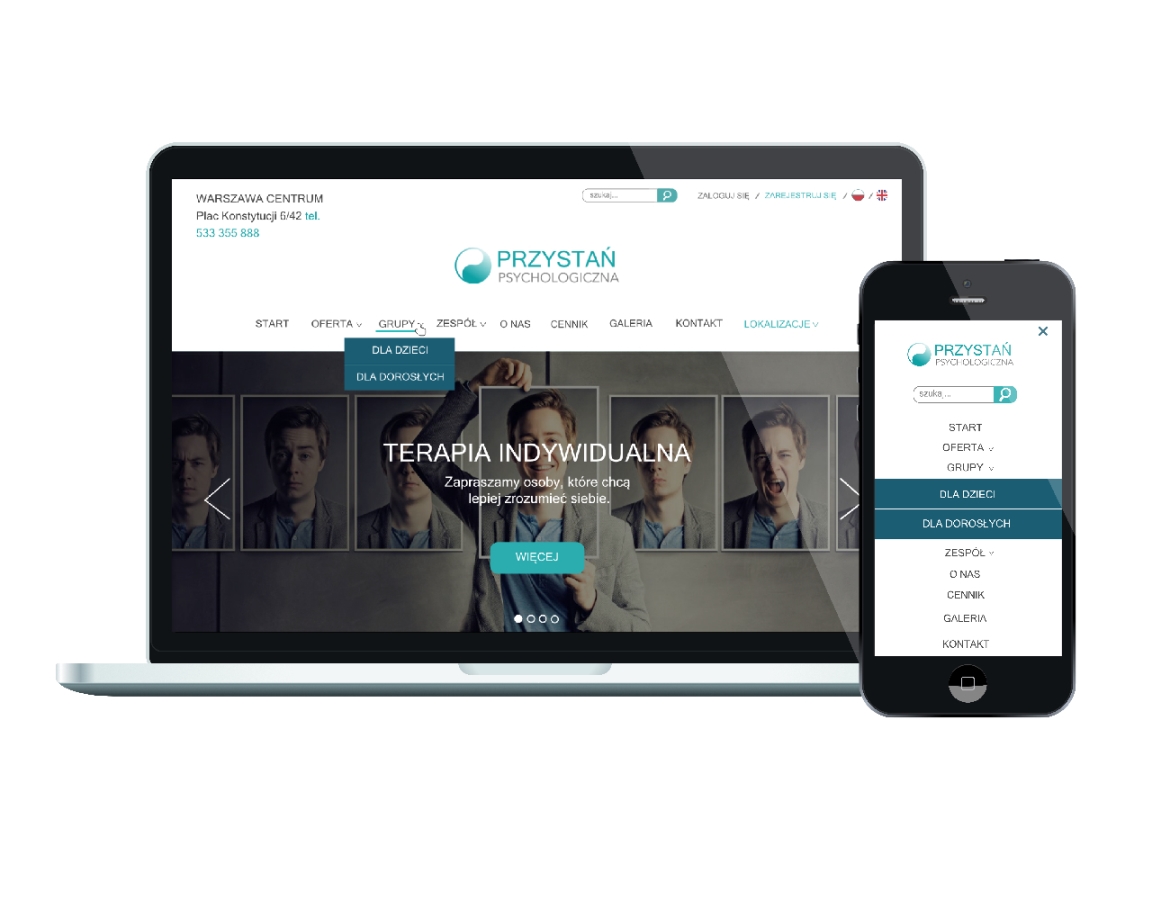 WARSZAWA CENTRUM
Plac Konstytucji 6/42 tel.
533 355 888
szukaj...
ZALOGUJ SIĘ / ZAREJESTRUJ SIĘ / /
PRZYSTAŃ
PSYCHOLOGICZNA
START OFERTA GRUPY ZESPÓŁ O NAS CENNIK GALERIA KONTAKT LOKALIZACJE
DLA DZIECI
DLA DOROSŁYCH
TERAPIA INDYWIDUALNA
Zapraszamy osoby, które chcą
lepiej zrozumieć siebie.
WIĘCEJ
PRZYSTAŃ
PSYCHOLOGICZNA
szukaj...
START
OFERTA
GRUPY
DLA DZIECI
DLA DOROSŁYCH
ZESPÓŁ
O NAS
CENNIK
GALERIA
KONTAKT